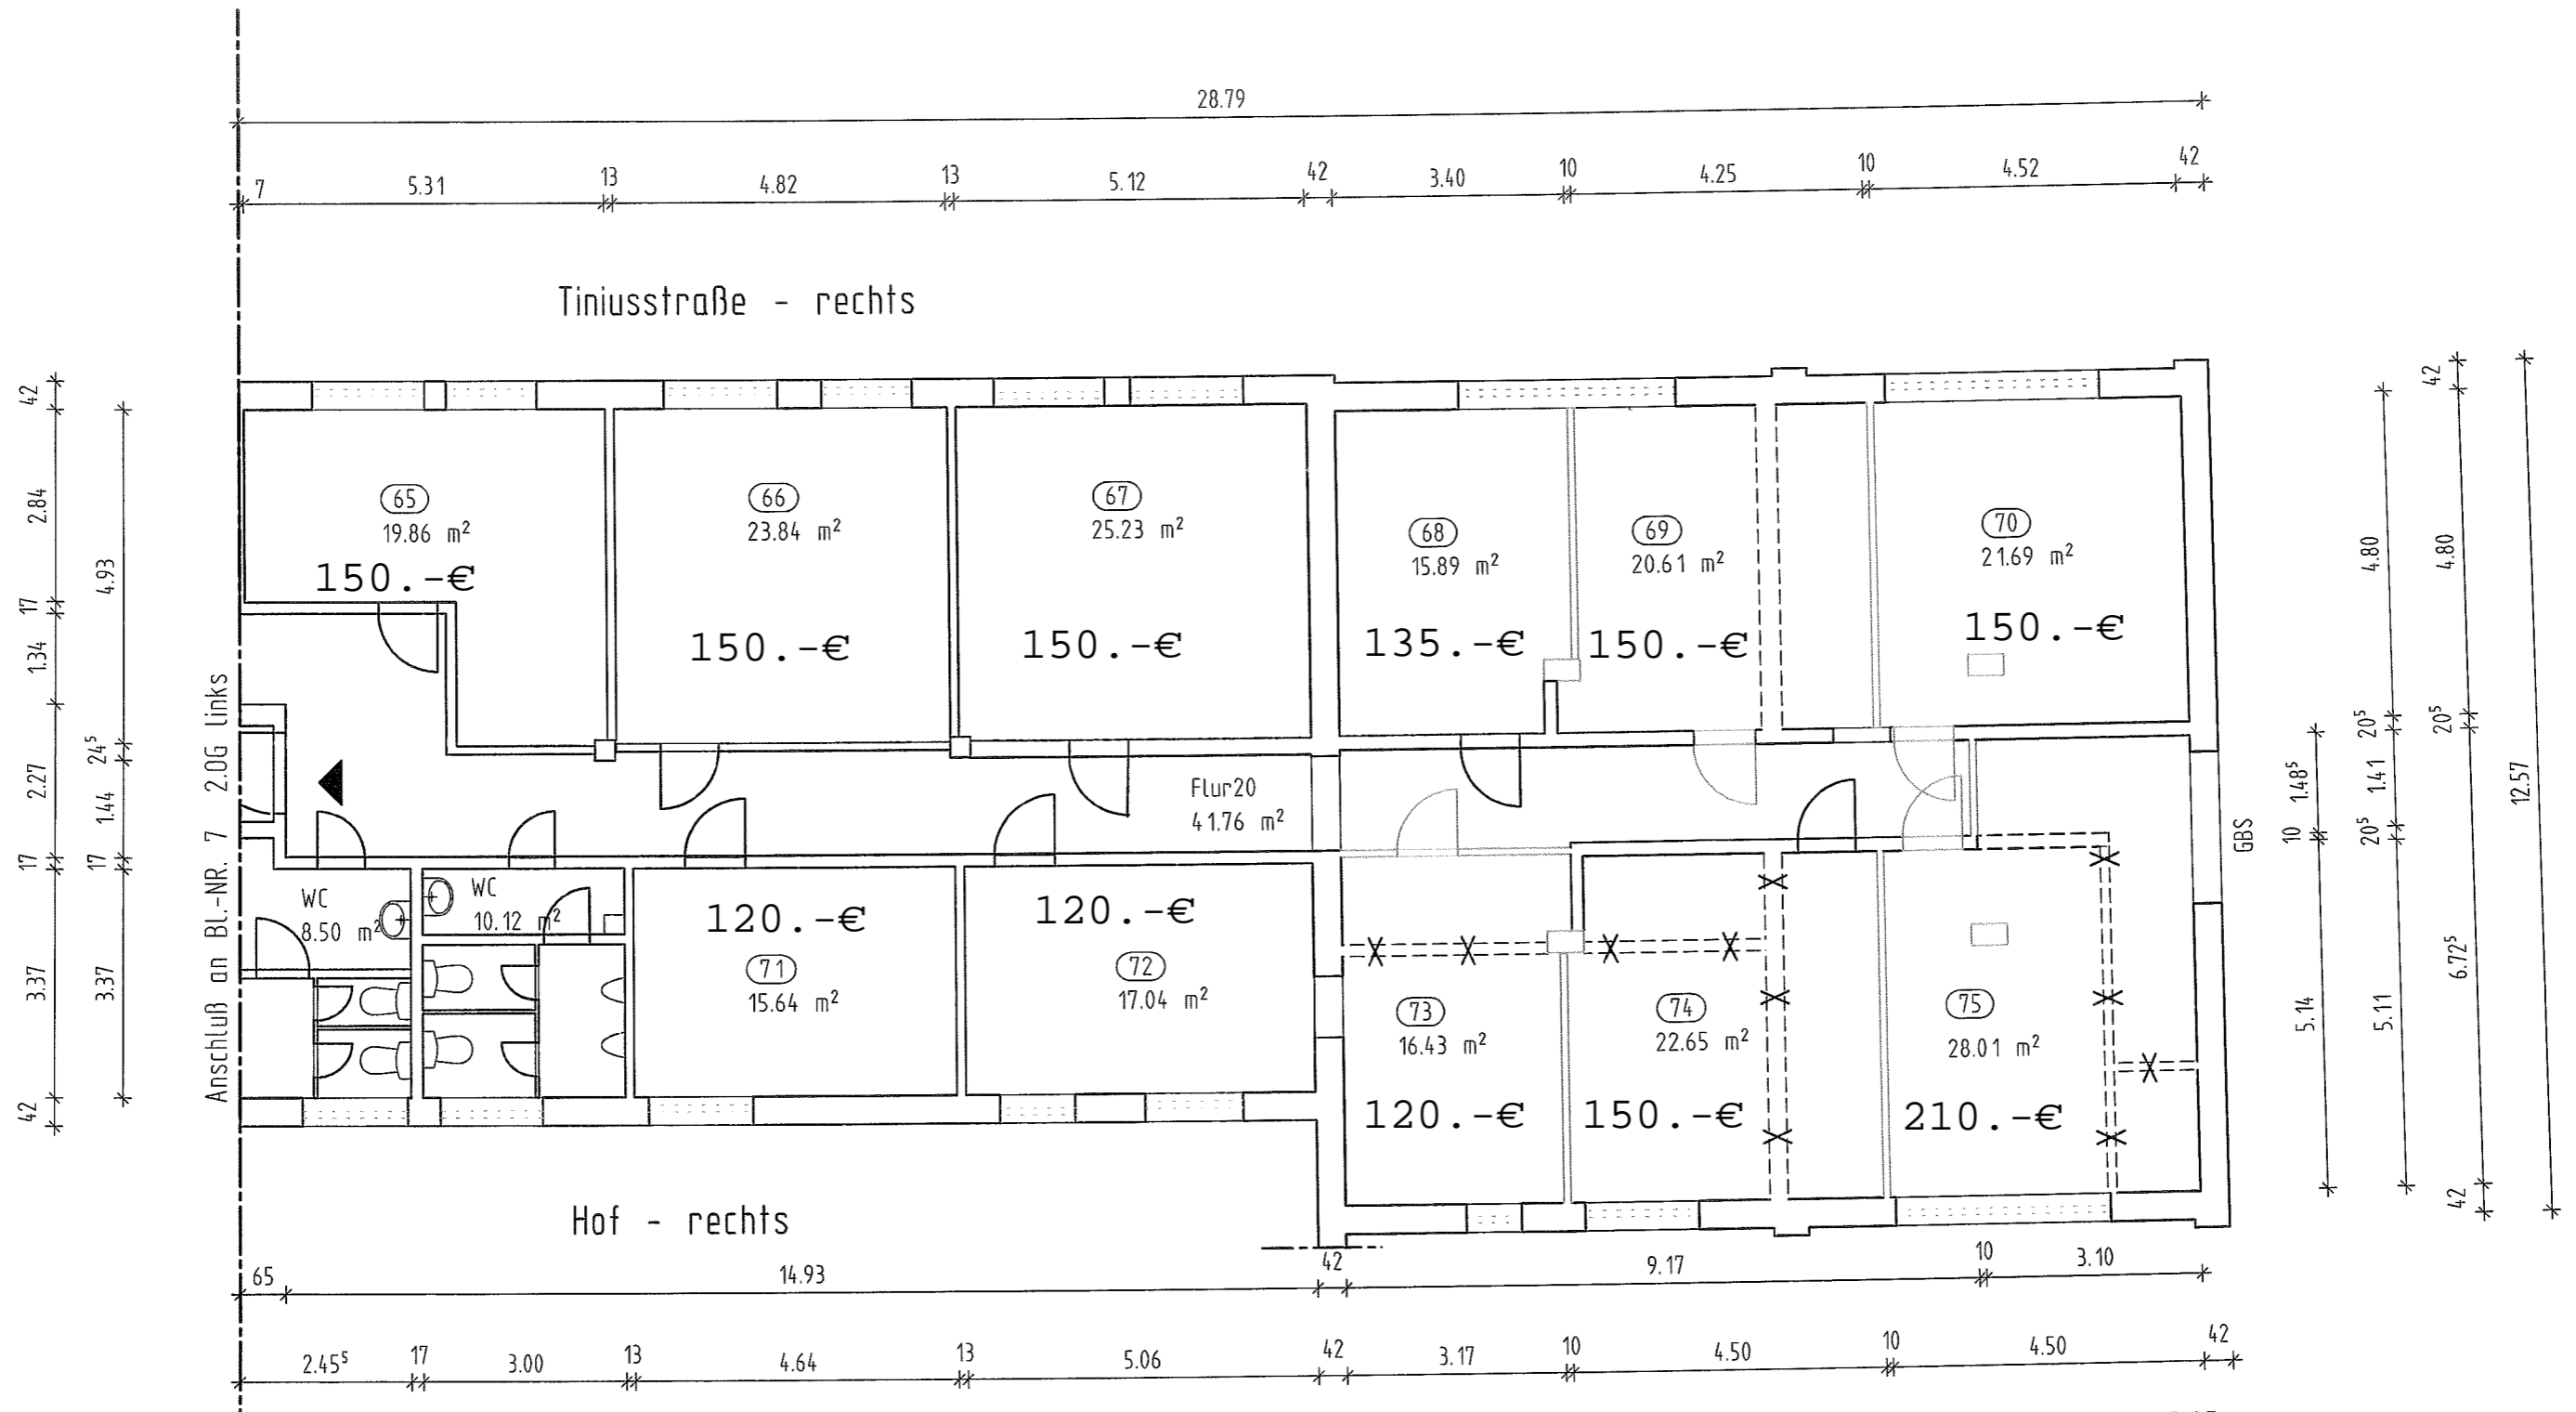 28.79
7 5.31 13 4.82 13 5.12 42 3.40 10 4.25 10 4.52 42
Tiniusstraße - rechts
65
19.86 m²
150.-€
66
23.84 m²
150.-€
67
25.23 m²
150.-€
68
15.89 m²
135.-€
69
20.61 m²
150.-€
70
21.69 m²
150.-€
42
2.84
17
1.34
2.27
17
3.37
42
4.93
24⁵
1.44
17
3.37
Anschluß an Bl.-NR. 7 2.OG links
Flur20
41.76 m²
WC
8.50 m²
WC
10.12 m²
120.-€
71
15.64 m²
120.-€
72
17.04 m²
73
16.43 m²
120.-€
74
22.65 m²
150.-€
75
28.01 m²
210.-€
GBS
1.48⁵
10
5.14
4.80
20⁵
1.41
20⁵
5.11
42
4.80
20⁵
6.72⁵
42
12.57
Hof - rechts
65 14.93 42 9.17 10 3.10
2.45⁵ 17 3.00 13 4.64 13 5.06 42 3.17 10 4.50 10 4.50 42